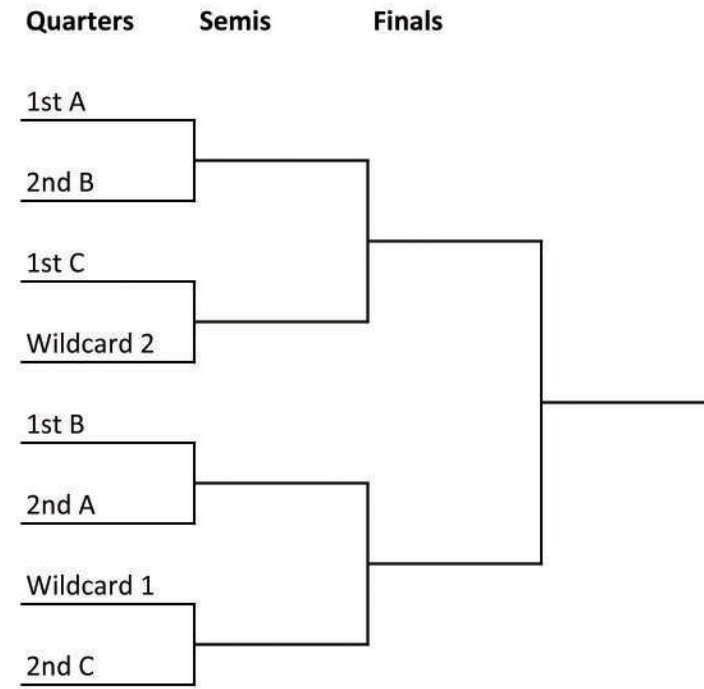 Quarters Semis Finals
1st A
2nd B
1st C
Wildcard 2
1st B
2nd A
Wildcard 1
2nd C